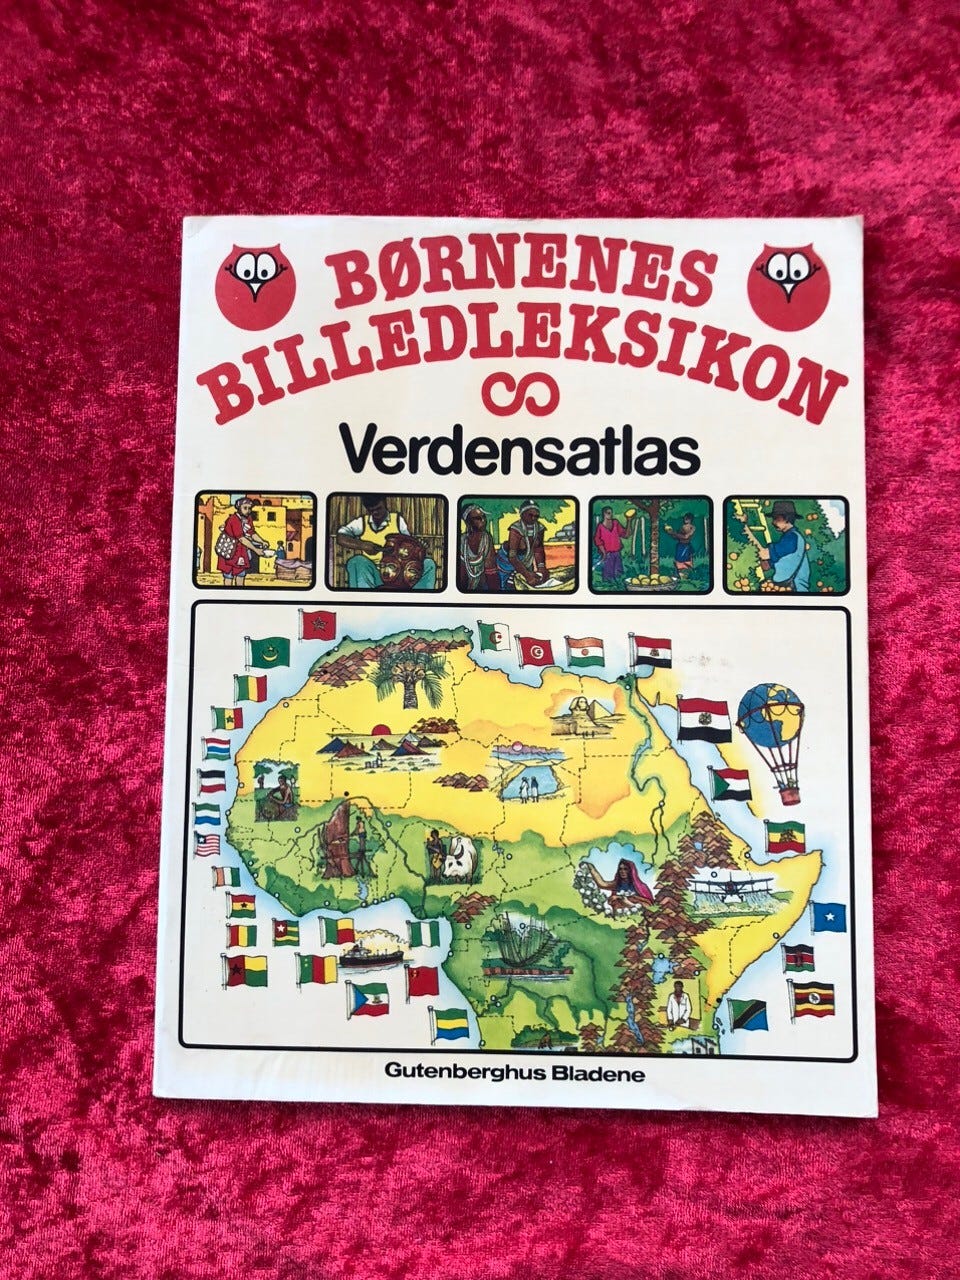 BØRNENES
BILLEDLEKSIKON
Verdensatlas
Gutenberghus Bladene